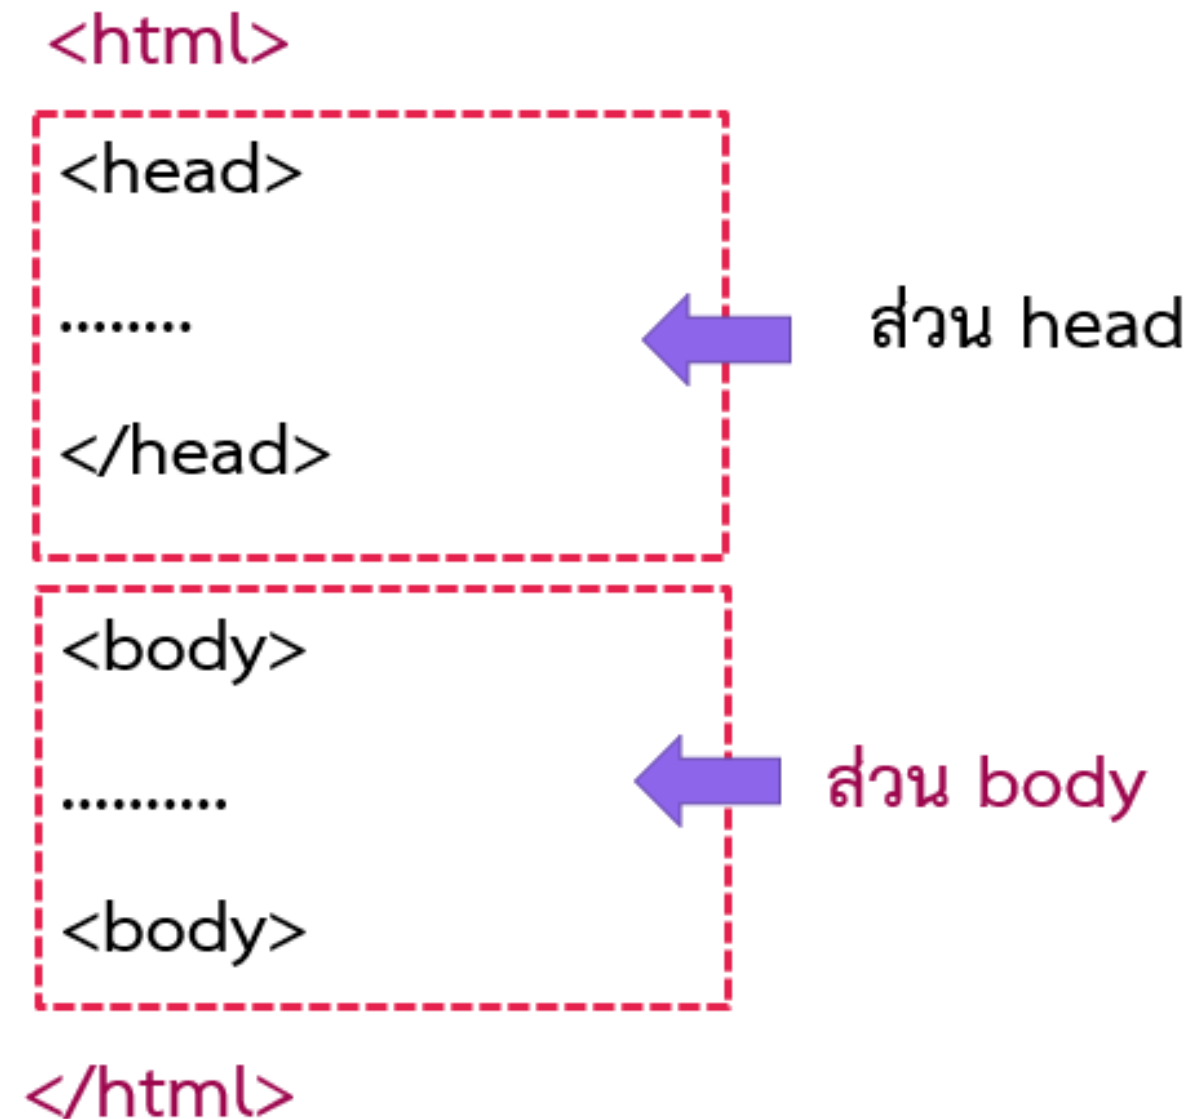 <html>
<head>
........
ส่วน head
</head>
<body>
..........
ส่วน body
<body>
</html>